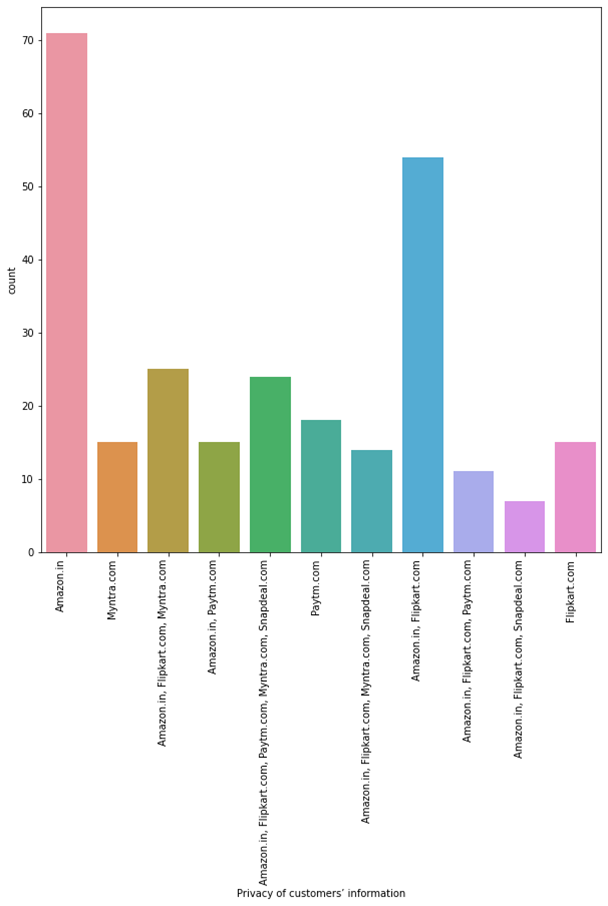 70
60
50
40
30
20
10
0
count
Amazon.in
Myntra.com
Amazon.in, Flipkart.com, Myntra.com
Amazon.in, Paytm.com
Amazon.in, Flipkart.com, Paytm.com, Myntra.com, Snapdeal.com
Paytm.com
Amazon.in, Flipkart.com, Myntra.com, Snapdeal.com
Amazon.in, Flipkart.com
Amazon.in, Flipkart.com, Paytm.com
Amazon.in, Flipkart.com, Snapdeal.com
Flipkart.com
Privacy of customers’ information